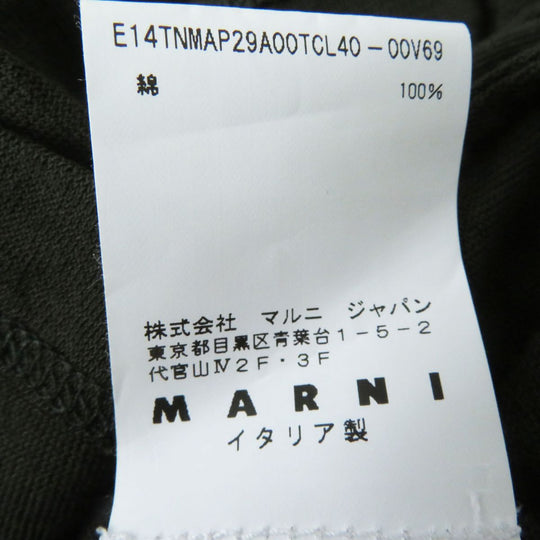 E14TNMAP29A00TCL40-00V69
綿 100%
株式会社 マルニ ジャパン
東京都目黒区青葉台1-5-2
代官山Ⅳ2F・3F
MARNI
イタリア製